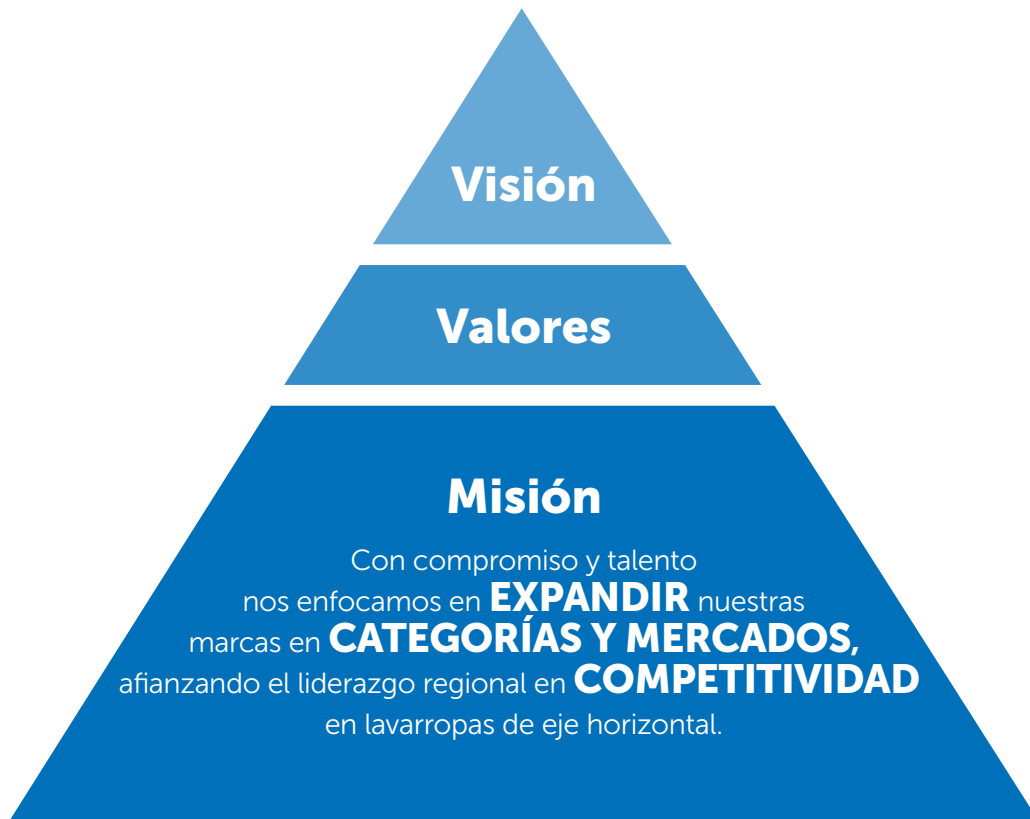 Visión
Valores
Misión
Con compromiso y talento
nos enfocamos en EXPANDIR nuestras
marcas en CATEGORÍAS Y MERCADOS,
afianzando el liderazgo regional en COMPETITIVIDAD
en lavarropas de eje horizontal.